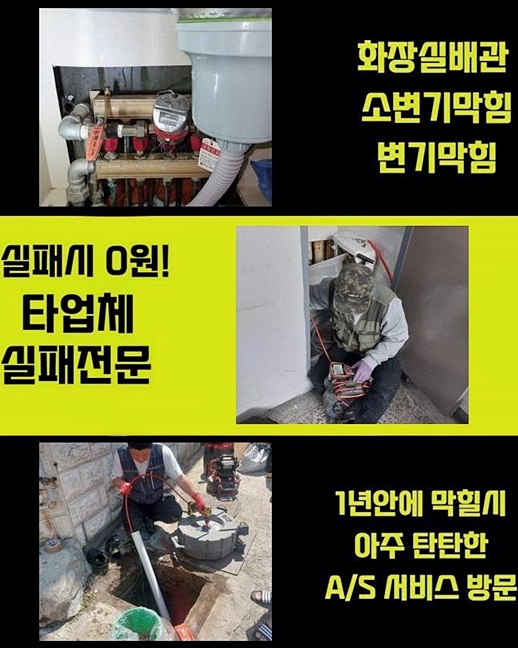 화장실배관
소변기막힘
변기막힘
실패시 0원!
타업체
실패전문
1년안에 막힐시
아주 탄탄한
A/S 서비스 방문